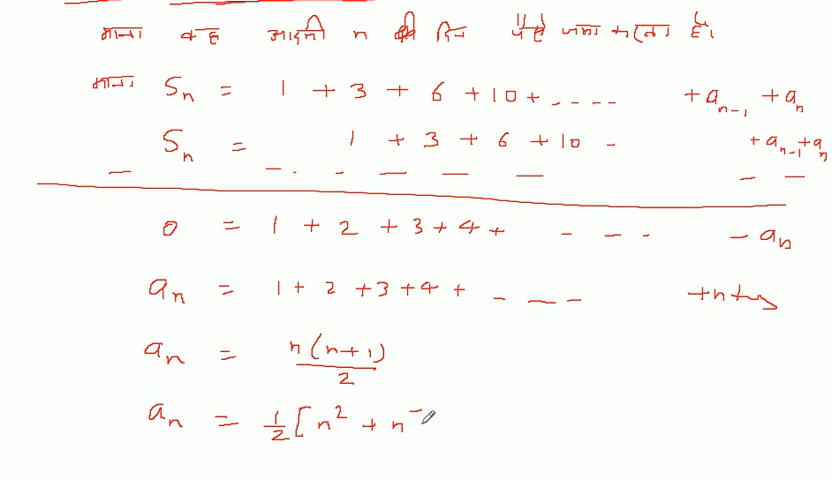 माना वह आदमी n वें दिन पैसे जमा करता है।
माना Sn = 1 + 3 + 6 + 10 + - - - - + an-1 + an
Sn = 1 + 3 + 6 + 10 - + an-1 + an
- - - - - - - - -
0 = 1 + 2 + 3 + 4 + - - - - an
an = 1 + 2 + 3 + 4 + - - - + n
an = n(n+1)/2
an = 1/2 [n² + n